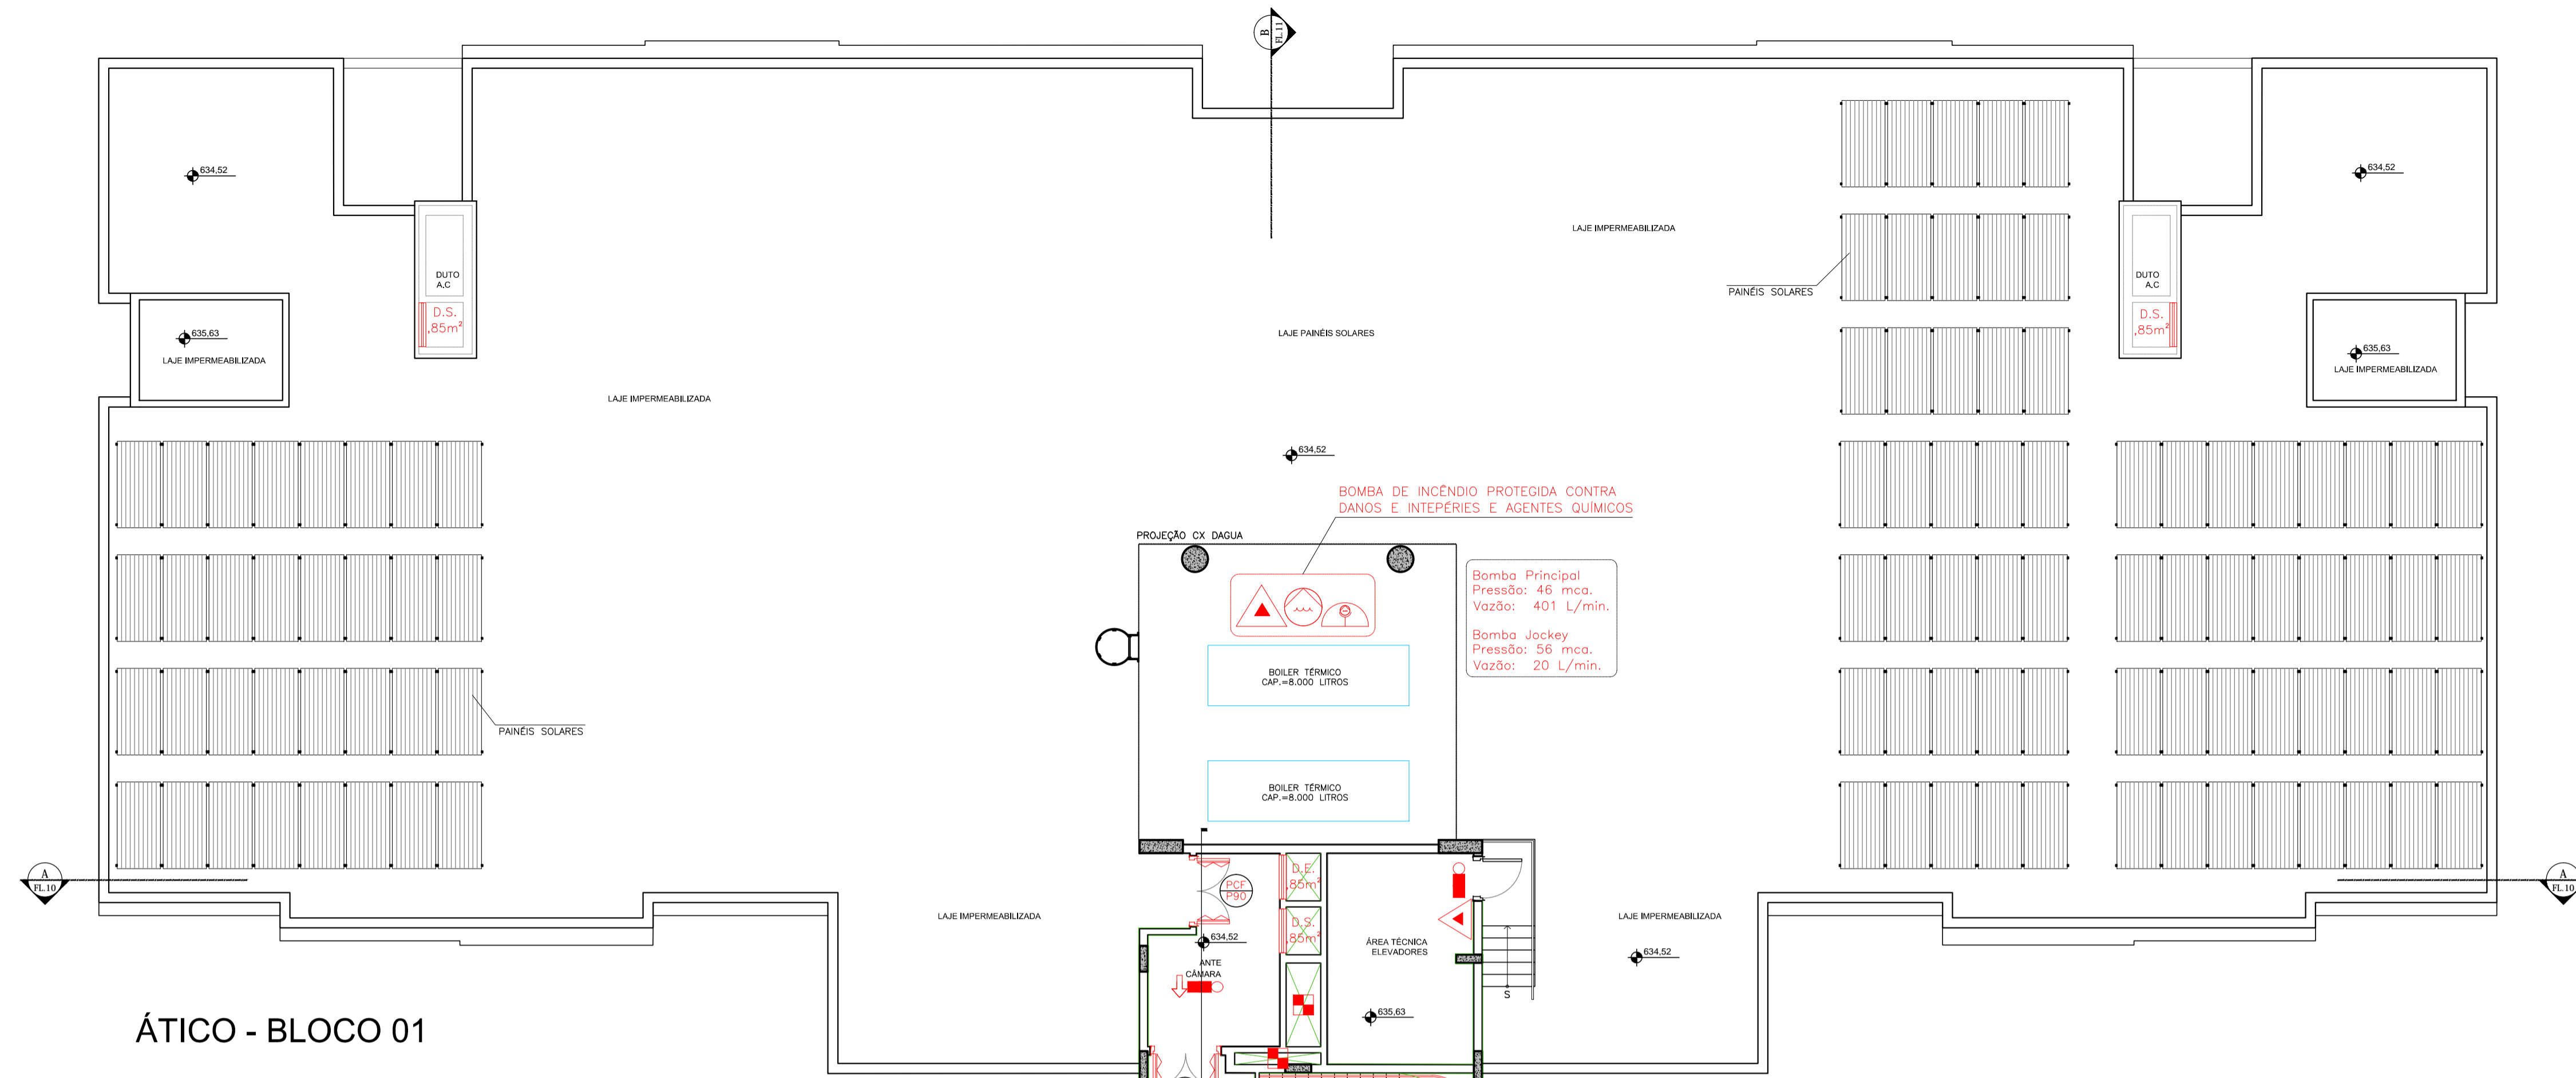 B
FL.11
634,52
634,52
LAJE IMPERMEABILIZADA
DUTO
A.C
D.S.
,85m²
DUTO
A.C
D.S.
,85m²
PAINÉIS SOLARES
635,63
LAJE IMPERMEABILIZADA
LAJE PAINÉIS SOLARES
635,63
LAJE IMPERMEABILIZADA
LAJE IMPERMEABILIZADA
634,52
BOMBA DE INCÊNDIO PROTEGIDA CONTRA
DANOS E INTEPÉRIES E AGENTES QUÍMICOS
PROJEÇÃO CX DAGUA
Bomba Principal
Pressão: 46 mca.
Vazão: 401 L/min.
Bomba Jockey
Pressão: 56 mca.
Vazão: 20 L/min.
BOILER TÉRMICO
CAP.=8.000 LITROS
PAINÉIS SOLARES
BOILER TÉRMICO
CAP.=8.000 LITROS
A
FL.10
A
FL.10
PCF
P90
D.E.
,85m²
LAJE IMPERMEABILIZADA
D.S.
,85m²
634,52
ANTE
CÂMARA
ÁREA TÉCNICA
ELEVADORES
LAJE IMPERMEABILIZADA
634,52
S
635,63
ÁTICO - BLOCO 01